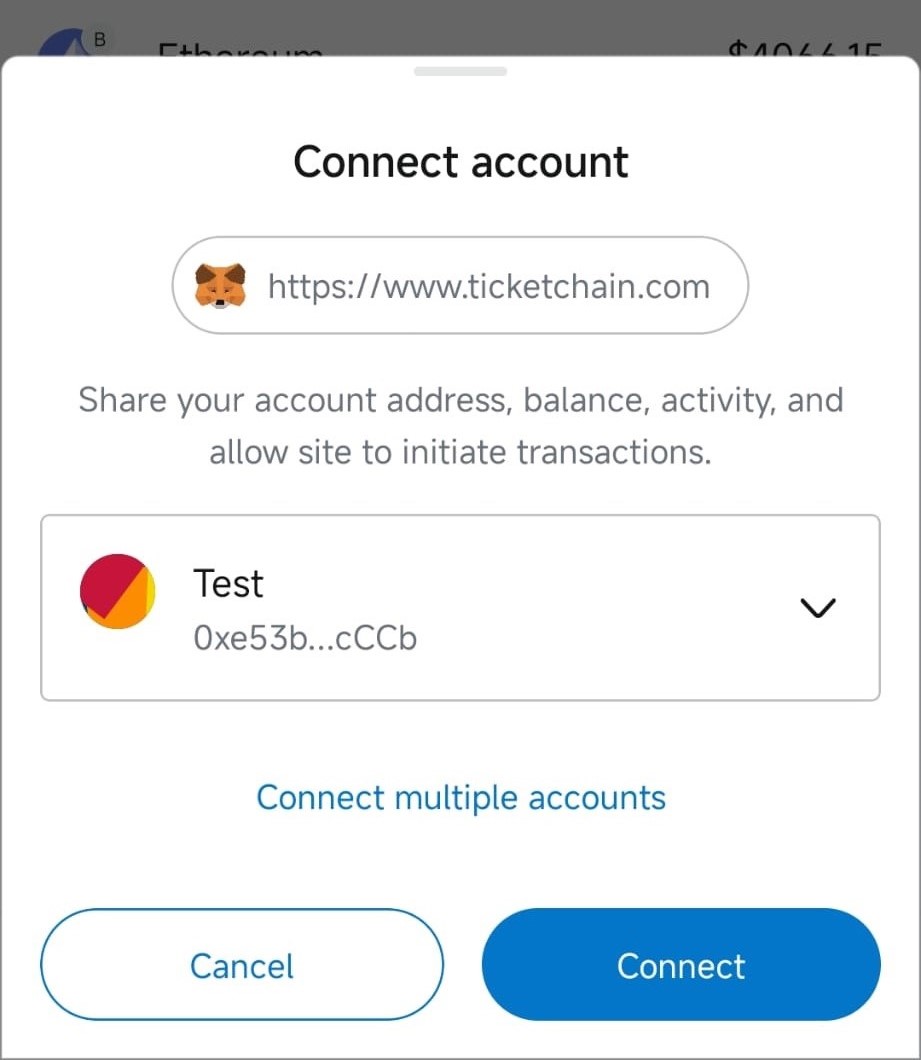 B
Ethereum
Connect account
https://www.ticketchain.com
Share your account address, balance, activity, and
allow site to initiate transactions.
Test
0xe53b...cCCb
Connect multiple accounts
Cancel
Connect